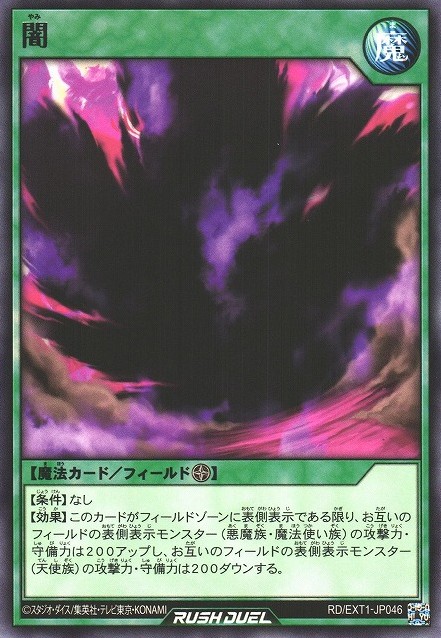 闇
魔
【魔法カード/フィールド】
【条件】なし
【効果】このカードがフィールドゾーンに表側表示である限り、お互いの
フィールドの表側表示モンスター(悪魔族・魔法使い族)の攻撃力・
守備力は200アップし、お互いのフィールドの表側表示モンスター
(天使族)の攻撃力・守備力は200ダウンする。
©スタジオ・ダイス/集英社・テレビ東京・KONAMI
RUSH DUEL
RD/EXT1-JP046